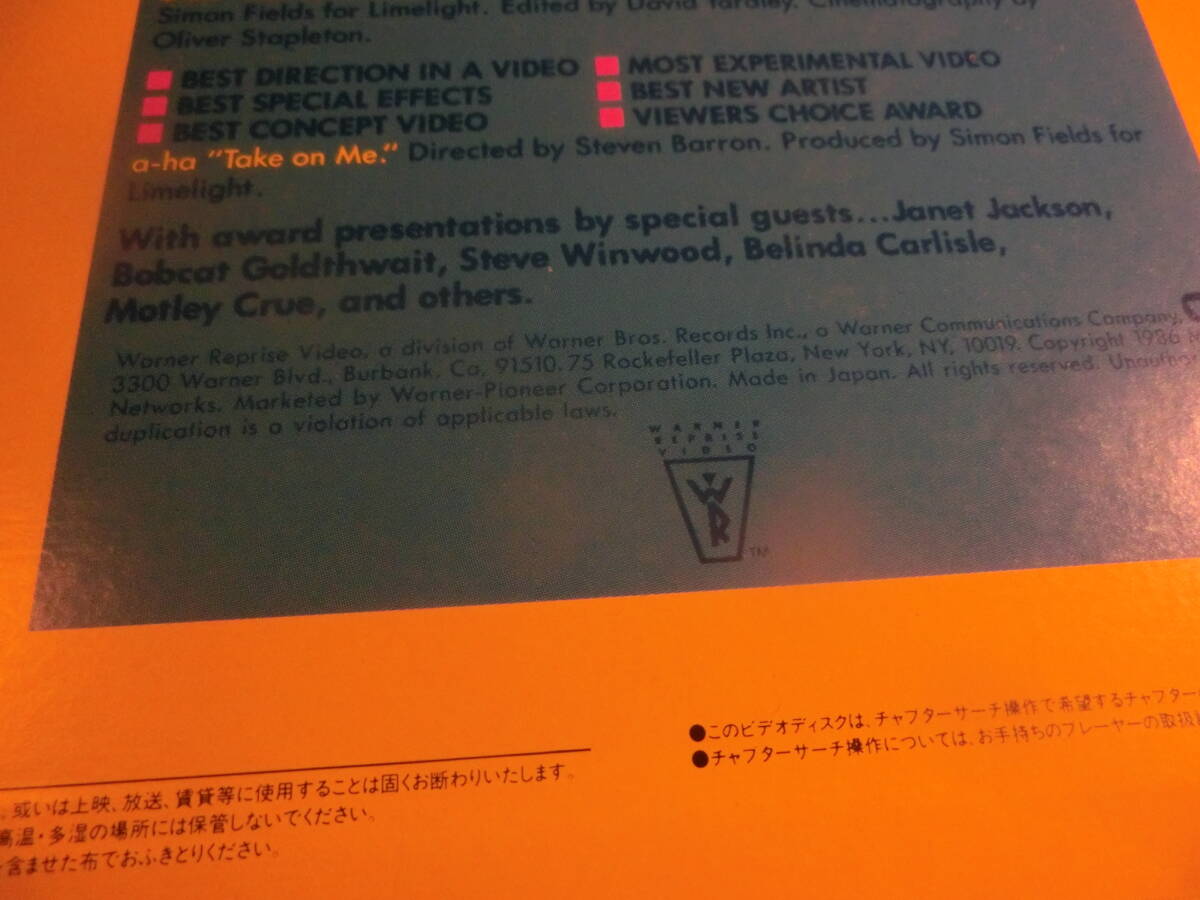 Simon Fields for Limelight. Edited by David Yardley. Cinematography by
Oliver Stapleton.
BEST DIRECTION IN A VIDEO
BEST SPECIAL EFFECTS
BEST CONCEPT VIDEO
MOST EXPERIMENTAL VIDEO
BEST NEW ARTIST
VIEWERS CHOICE AWARD
a-ha "Take on Me." Directed by Steven Barron. Produced by Simon Fields for
Limelight.
With award presentations by special guests...Janet Jackson,
Bobcat Goldthwait, Steve Winwood, Belinda Carlisle,
Motley Crue, and others.
Warner Reprise Video, a division of Warner Bros. Records Inc., a Warner Communications Company,
3300 Warner Blvd., Burbank, Ca, 91510. 75 Rockefeller Plaza, New York, NY, 10019. Copyright 1986
Networks. Marketed by Warner-Pioneer Corporation. Made in Japan. All rights reserved.
duplication is a violation of applicable laws.
WARNER
REPRISE
VIDEO
WR
TM
●このビデオディスクは、チャプターサーチ操作で希望するチャプター
●チャプターサーチ操作については、お手持ちのプレーヤーの取扱
。或いは上映、放送、賃貸等に使用することは固くお断わりいたします。
高温・多湿の場所には保管しないでください。
含ませた布でおふきとりください。